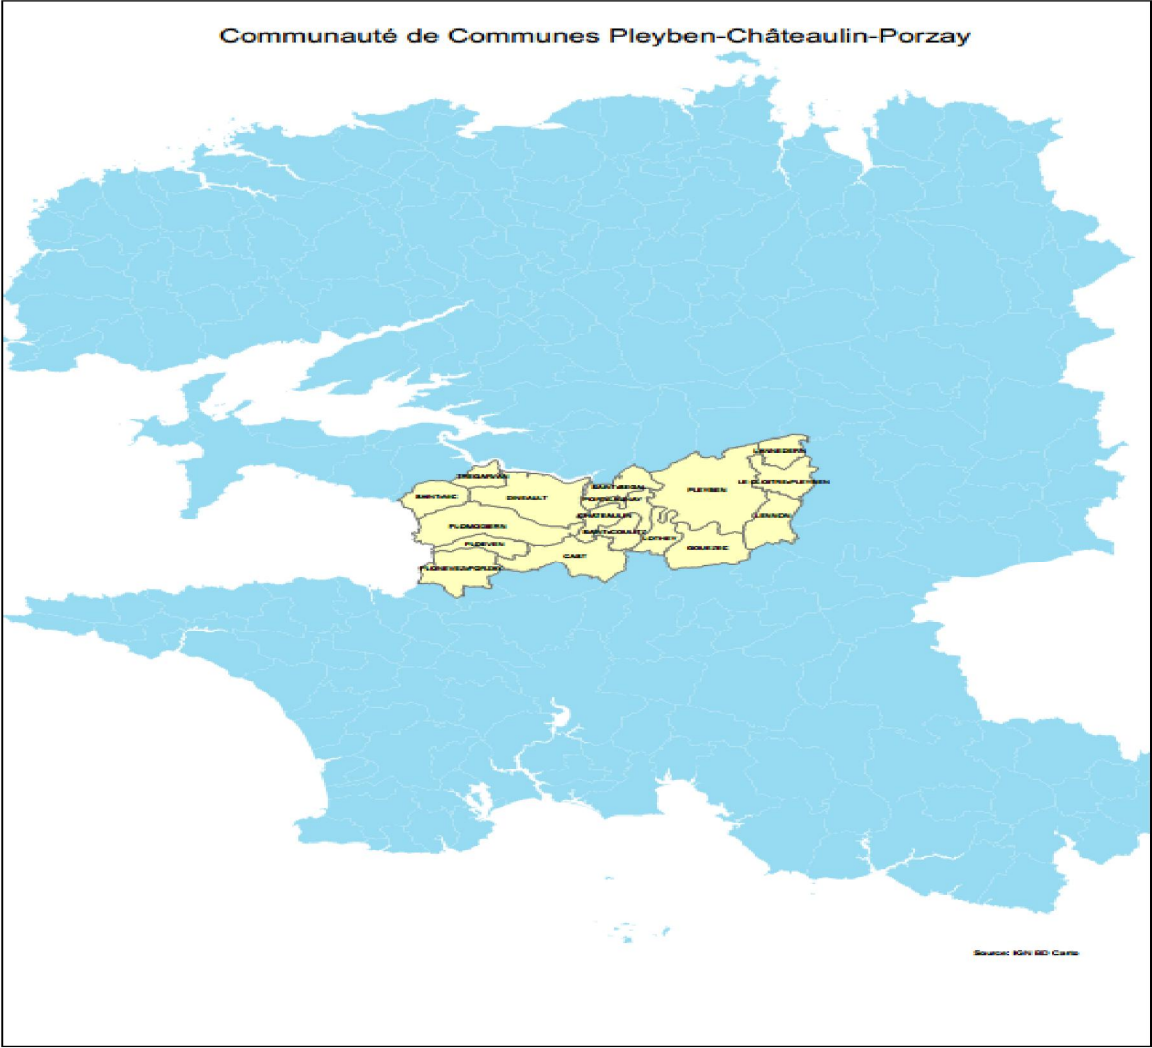 Communauté de Communes Pleyben-Châteaulin-Porzay
LANNEDERN
TREGARVAN
LE CLOITRE-PLEYBEN
SAINT-SEGAL
PLEYBEN
SAINT-NIC
DINEAULT
PORT-LAUNAY
CHATEAULIN
LENNON
PLOMODIERN
SAINT-COULITZ
LOTHEY
PLOEVEN
GOUEZEC
CAST
PLONEVEZ-PORZAY
Source: IGN BD Carto